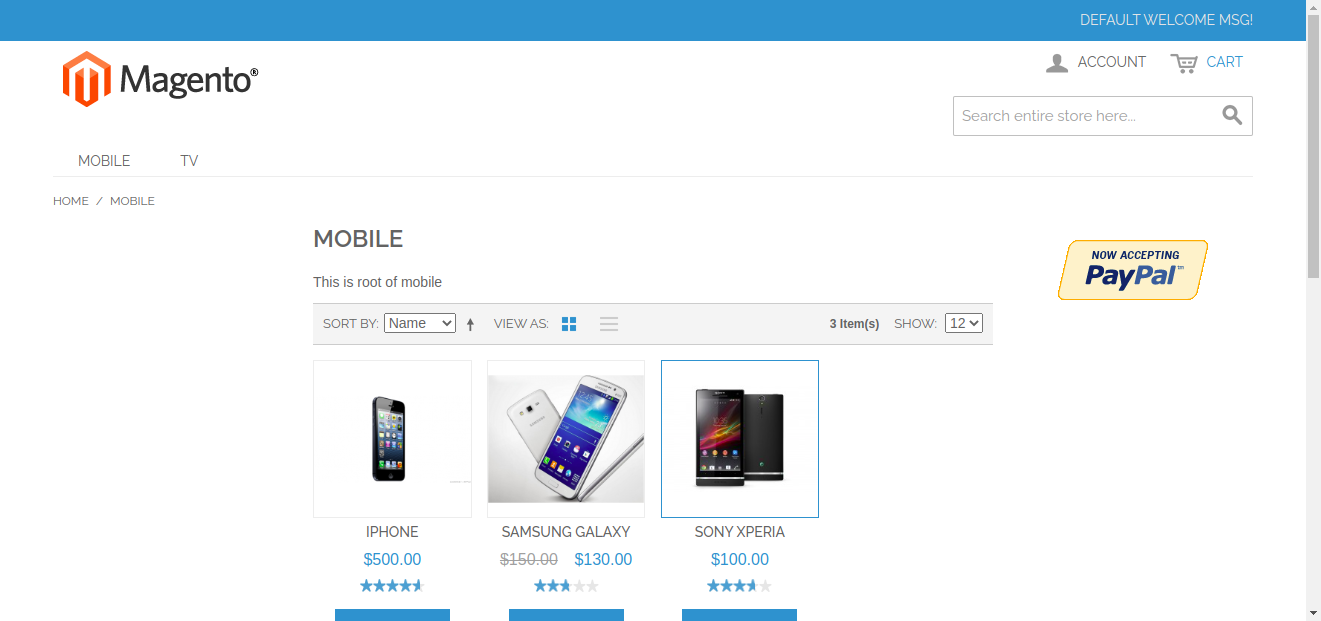 DEFAULT WELCOME MSG!
Magento®
ACCOUNT
CART
Search entire store here...
MOBILE
TV
HOME / MOBILE
MOBILE
NOW ACCEPTING
PayPal™
This is root of mobile
SORT BY: Name
VIEW AS:
3 Item(s)
SHOW: 12
IPHONE
SAMSUNG GALAXY
SONY XPERIA
$500.00
$150.00 $130.00
$100.00